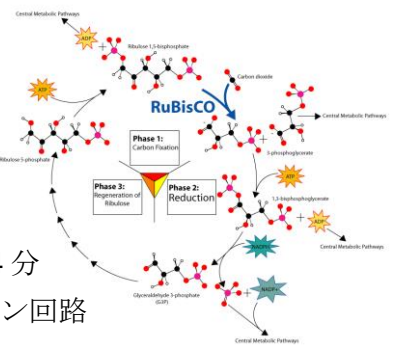 Central Metabolic Pathways
ADP
+
Ribulose 1,5-bisphosphate
Carbon dioxide
ATP
RuBisCO
Central Metabolic Pathways
+
3-phosphoglycerate
Ribulose 5-phosphate
Phase 1:
Carbon Fixation
Phase 3:
Regeneration of
Ribulose
Phase 2:
Reduction
ATP
1,3-bisphosphoglycerate
+
ADP
Central Metabolic Pathways
NADPH
分
Glyceraldehyde 3-phosphate
(G3P)
+
NADP+
ン回路
Central Metabolic Pathways